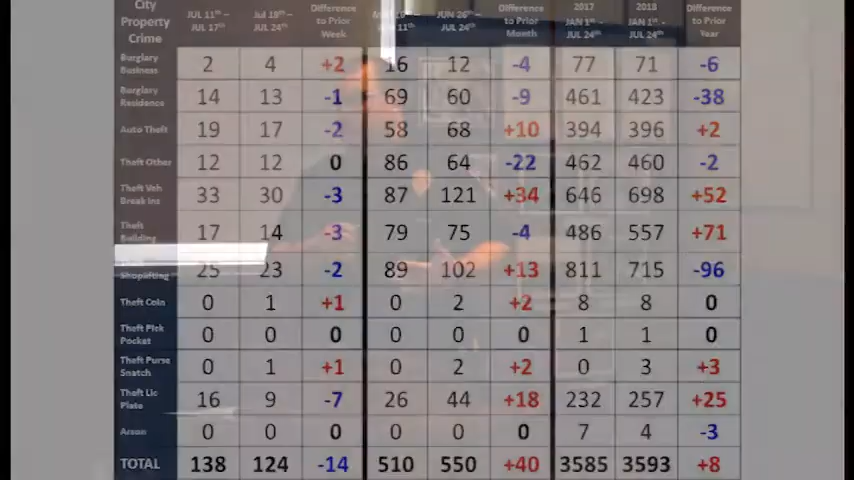 City Property Crime JUL 11th – JUL 17th Jul 18th – JUL 24th Difference to Prior Week JUN 26th – JUL 24th Difference to Prior Month 2017 JAN 1st – JUL 24th 2018 JAN 1st – JUL 24th Difference to Prior Year
Burglary Business 2 4 +2 16 12 -4 77 71 -6
Burglary Residence 14 13 -1 69 60 -9 461 423 -38
Auto Theft 19 17 -2 58 68 +10 394 396 +2
Theft Other 12 12 0 86 64 -22 462 460 -2
Theft Veh Break Ins 33 30 -3 87 121 +34 646 698 +52
Theft Building 17 14 -3 79 75 -4 486 557 +71
Shoplifting 25 23 -2 89 102 +13 811 715 -96
Theft Coin 0 1 +1 0 2 +2 8 8 0
Theft Pick Pocket 0 0 0 0 0 0 1 1 0
Theft Purse Snatch 0 1 +1 0 2 +2 0 3 +3
Theft Lic Plate 16 9 -7 26 44 +18 232 257 +25
Arson 0 0 0 0 0 0 7 4 -3
TOTAL 138 124 -14 510 550 +40 3585 3593 +8